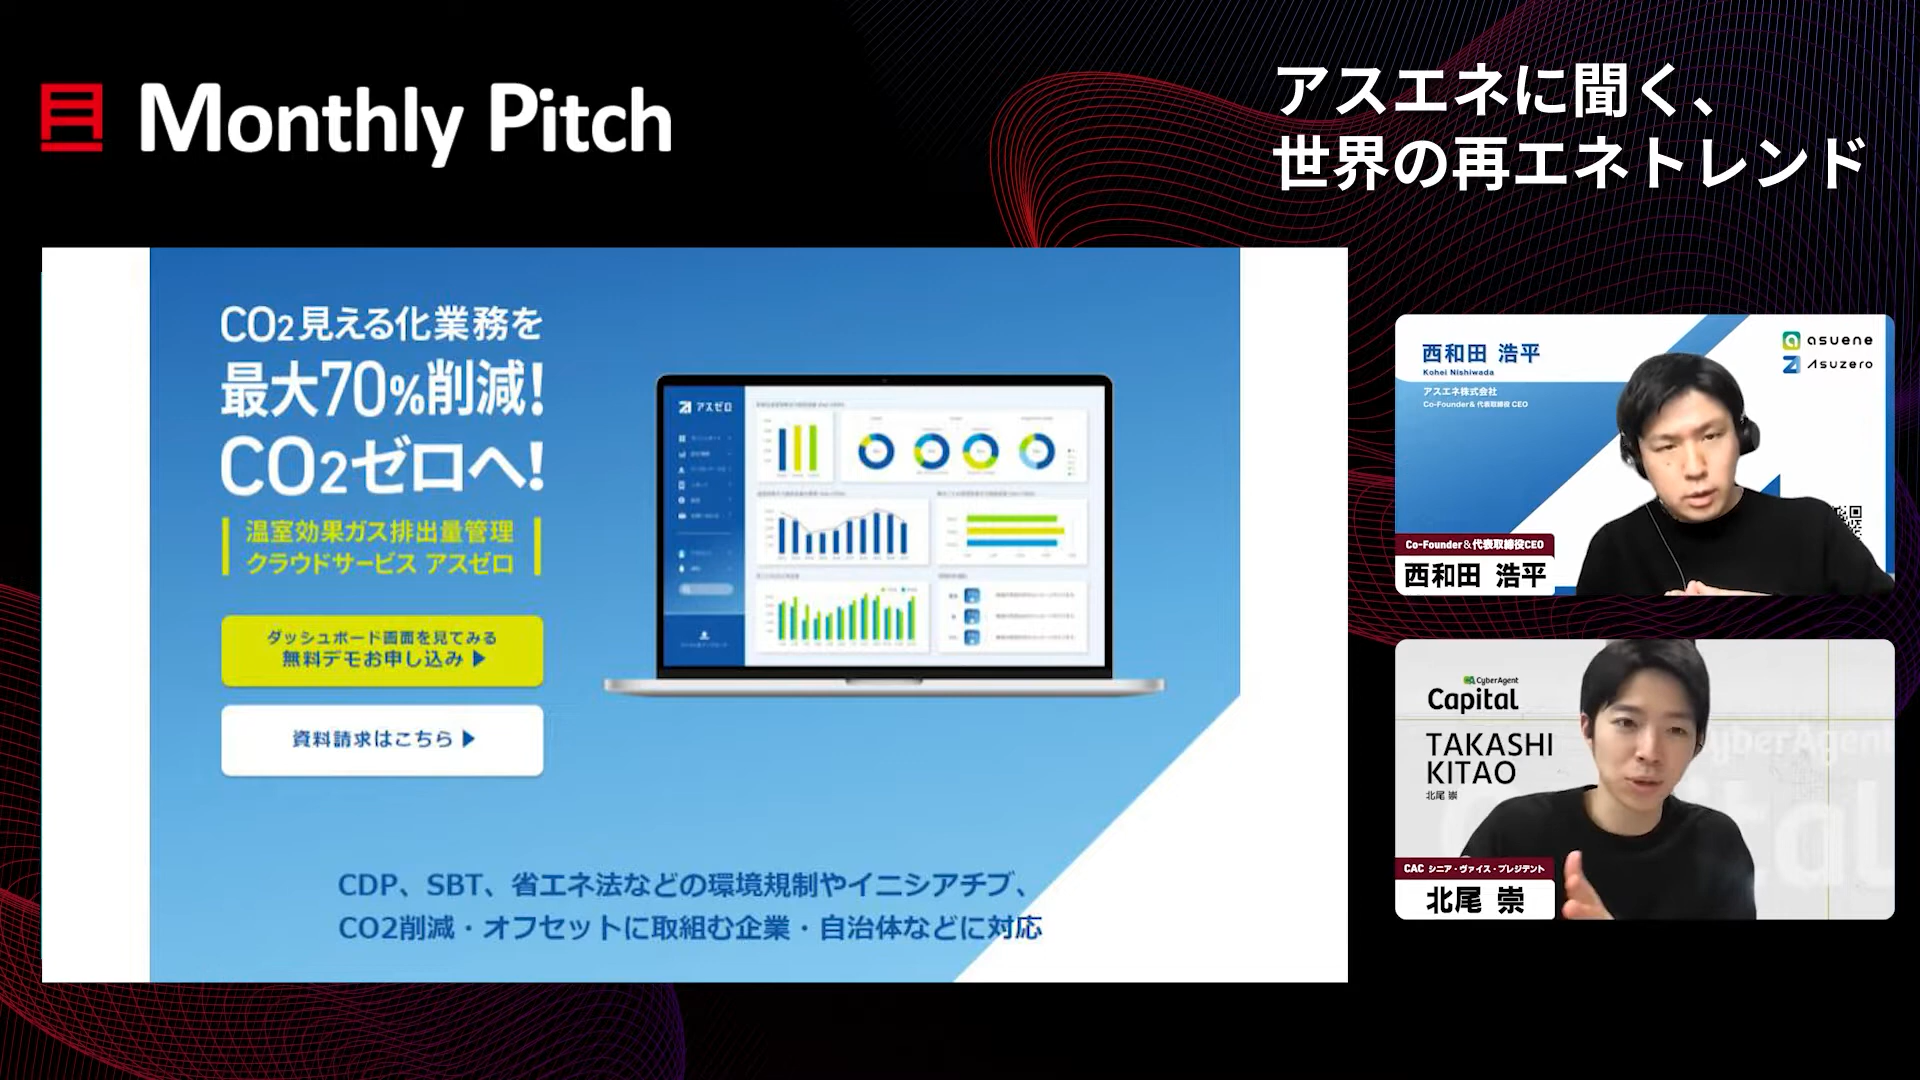 Monthly Pitch
アスエネに聞く、
世界の再エネトレンド
CO2見える化業務を
最大70%削減!
CO2ゼロへ!
温室効果ガス排出量管理
クラウドサービス アスゼロ
ダッシュボード画面を見てみる
無料デモお申し込み ▶
資料請求はこちら ▶
アスゼロ
CDP、SBT、省エネ法などの環境規制やイニシアチブ、
CO2削減・オフセットに取組む企業・自治体などに対応
西和田 浩平
Kohei Nishiwada
アスエネ株式会社
Co-Founder& 代表取締役 CEO
asuene
Asuzero
Co-Founder&代表取締役CEO
西和田 浩平
CyberAgent
Capital
TAKASHI
KITAO
北尾 崇
CAC シニア・ヴァイス・プレジデント
北尾 崇